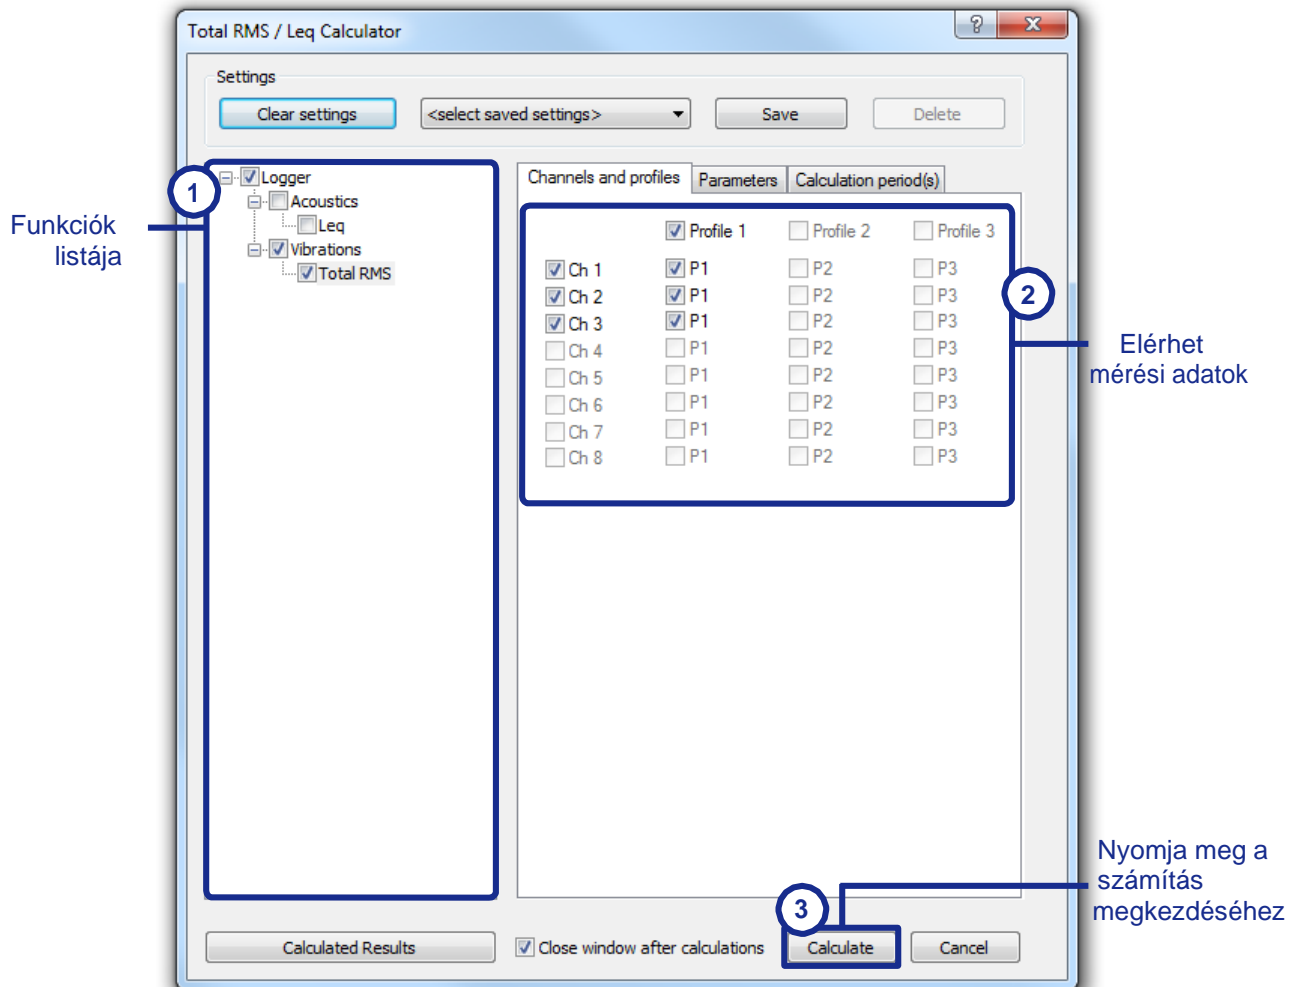 Total RMS / Leq Calculator
?
Settings
Clear settings <select saved settings> Save Delete
1
Funkciók
listája
Logger
Acoustics
Leq
Vibrations
Total RMS
Channels and profiles Parameters Calculation period(s)
Profile 1 Profile 2 Profile 3
Ch 1 P1 P2 P3
Ch 2 P1 P2 P3
Ch 3 P1 P2 P3
Ch 4 P1 P2 P3
Ch 5 P1 P2 P3
Ch 6 P1 P2 P3
Ch 7 P1 P2 P3
Ch 8 P1 P2 P3
2
Elérhet
mérési adatok
Nyomja meg a
számítás
megkezdéséhez
3
Calculated Results Close window after calculations Calculate Cancel